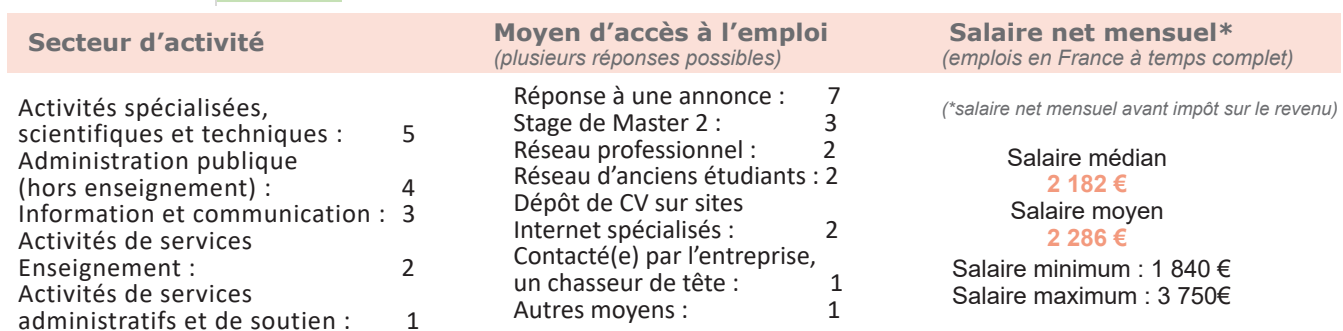 Secteur d’activité
Activités spécialisées,
scientifiques et techniques : 5
Administration publique
(hors enseignement) : 4
Information et communication : 3
Activités de services
Enseignement : 2
Activités de services
administratifs et de soutien : 1
Moyen d’accès à l’emploi
(plusieurs réponses possibles)
Réponse à une annonce : 7
Stage de Master 2 : 3
Réseau professionnel : 2
Réseau d’anciens étudiants : 2
Dépôt de CV sur sites
Internet spécialisés : 2
Contacté(e) par l’entreprise,
un chasseur de tête : 1
Autres moyens : 1
Salaire net mensuel*
(emplois en France à temps complet)
(*salaire net mensuel avant impôt sur le revenu)
Salaire médian
2 182 €
Salaire moyen
2 286 €
Salaire minimum : 1 840 €
Salaire maximum : 3 750€